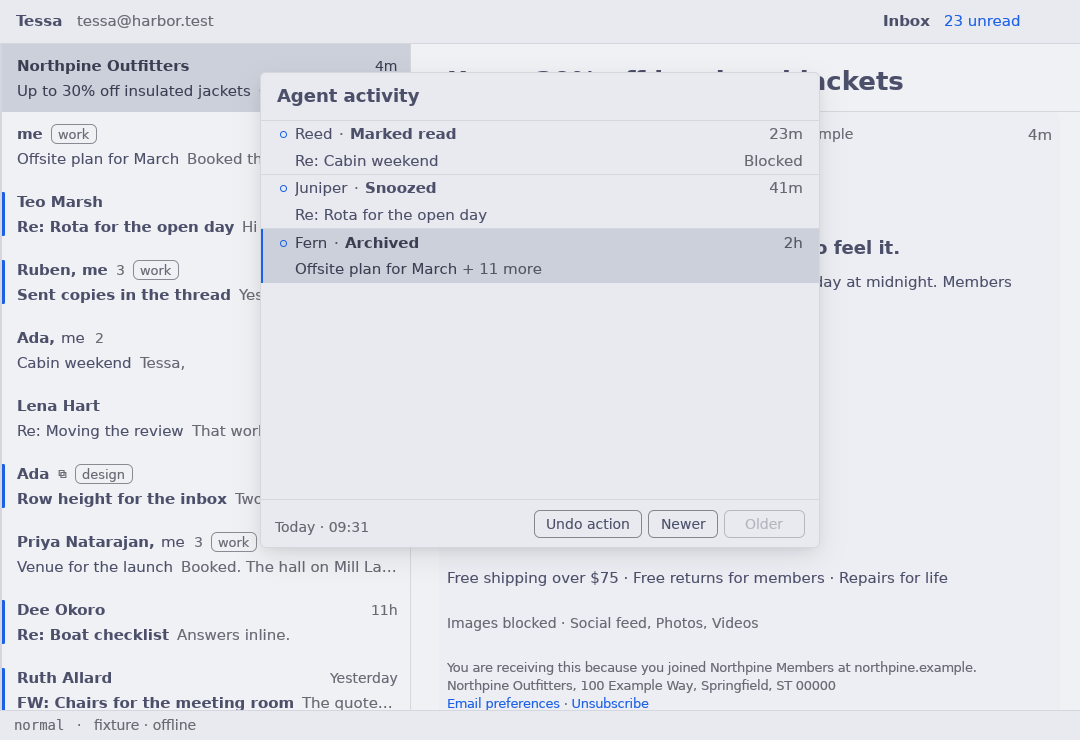 Tessa tessa@harbor.test Inbox 23 unread
Northpine Outfitters 4m
Up to 30% off insulated jackets
me work
Offsite plan for March Booked th
Teo Marsh
Re: Rota for the open day Hi
Ruben, me 3 work
Sent copies in the thread Yes
Ada, me 2
Cabin weekend Tessa,
Lena Hart
Re: Moving the review That worl
Ada design
Row height for the inbox Two
Priya Natarajan, me 3 work
Venue for the launch Booked. The hall on Mill La…
Dee Okoro 11h
Re: Boat checklist Answers inline.
Ruth Allard Yesterday
FW: Chairs for the meeting room The quote…
Agent activity
Reed · Marked read 23m
Re: Cabin weekend Blocked
Juniper · Snoozed 41m
Re: Rota for the open day
Fern · Archived 2h
Offsite plan for March + 11 more
Today · 09:31 Undo action Newer Older
ackets
mple 4m
o feel it.
day at midnight. Members
Free shipping over $75 · Free returns for members · Repairs for life
Images blocked · Social feed, Photos, Videos
You are receiving this because you joined Northpine Members at northpine.example.
Northpine Outfitters, 100 Example Way, Springfield, ST 00000
Email preferences · Unsubscribe
normal · fixture · offline